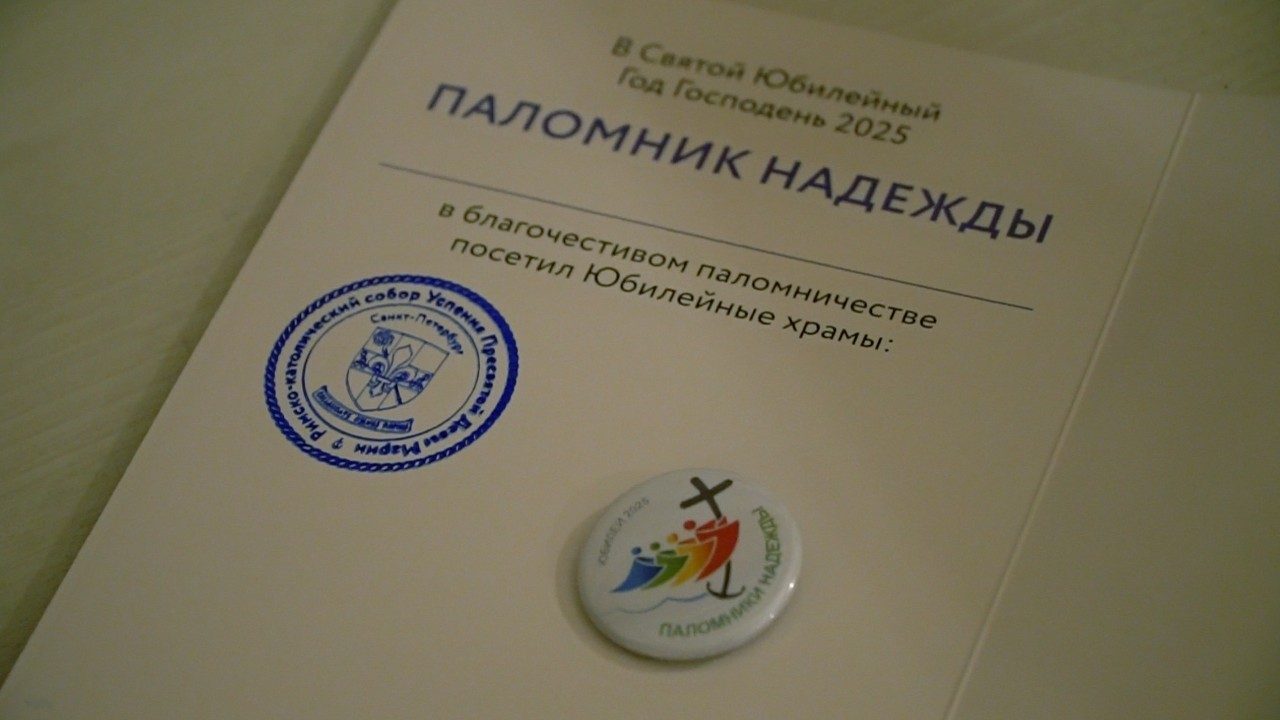 В Святой Юбилейный
Год Господень 2025
ПАЛОМНИК НАДЕЖДЫ
в благочестивом паломничестве
посетил Юбилейные храмы:
Римско-католический собор Успения Пресвятой Девы Марии
Санкт-Петербург
ЮБИЛЕЙ 2025
ПАЛОМНИКИ НАДЕЖДЫ